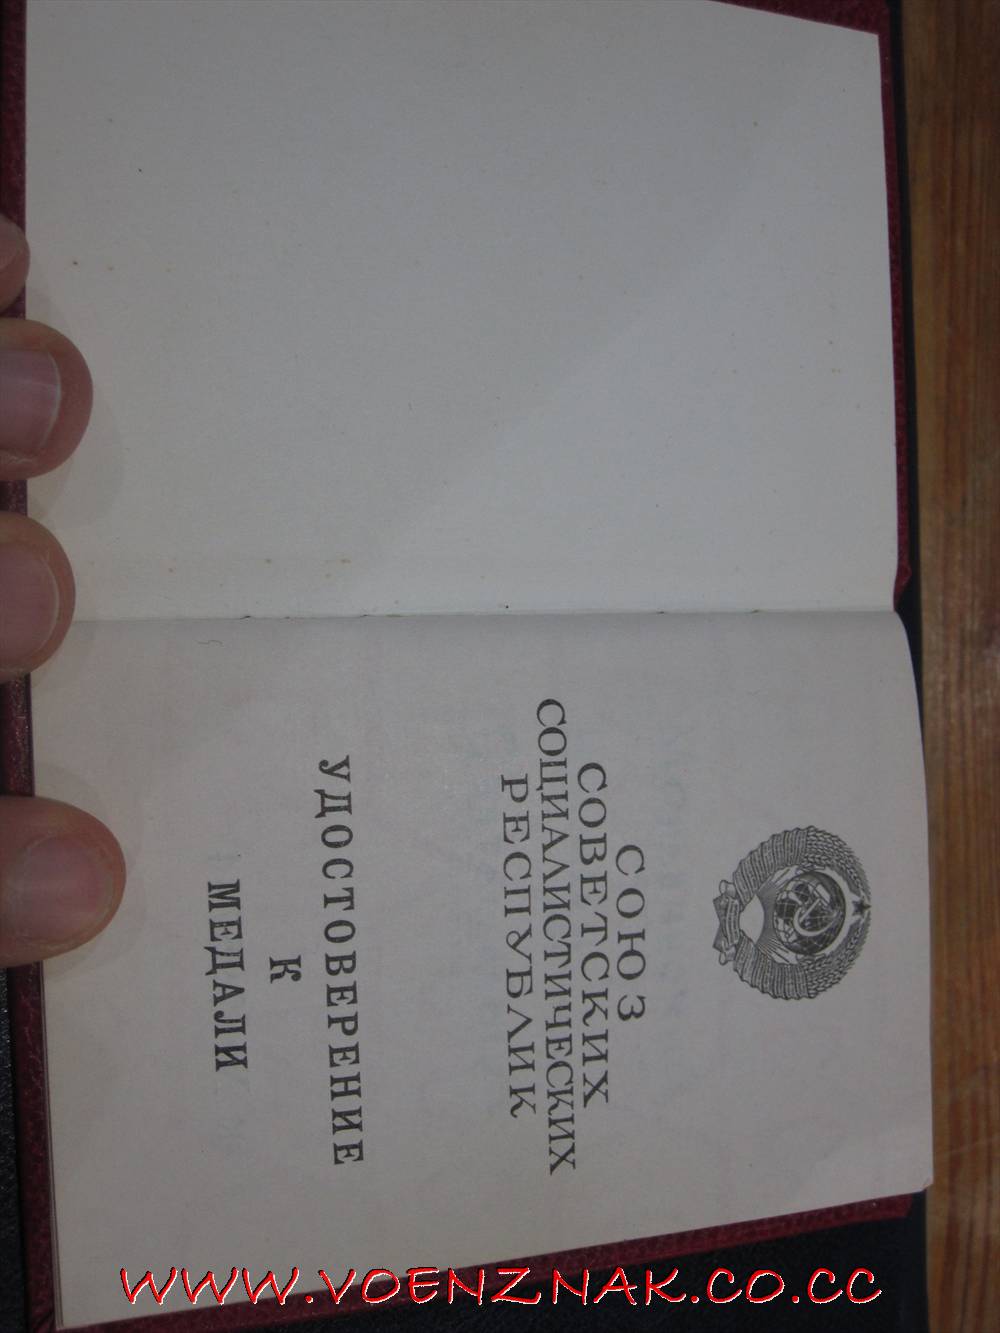 СОЮЗ
СОВЕТСКИХ
СОЦИАЛИСТИЧЕСКИХ
РЕСПУБЛИК
УДОСТОВЕРЕНИЕ
К
МЕДАЛИ
WWW.VOENZNAK.CO.CC